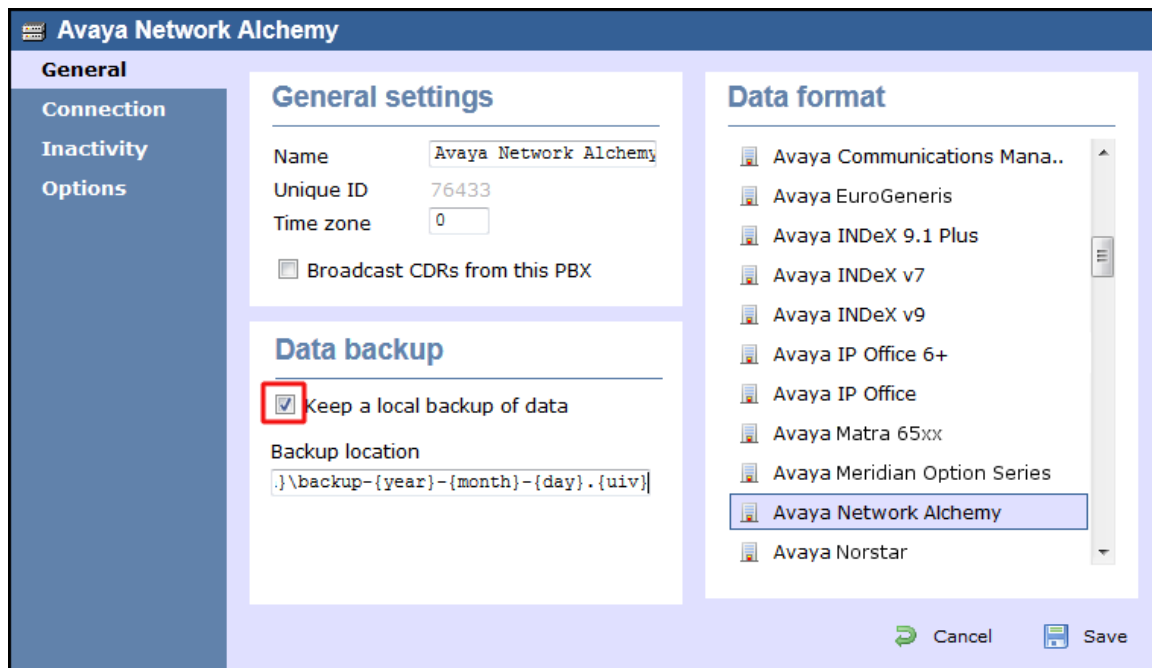 Avaya Network Alchemy
General
Connection
Inactivity
Options
General settings
Name Avaya Network Alchemy
Unique ID 76433
Time zone 0
Broadcast CDRs from this PBX
Data backup
Keep a local backup of data
Backup location
.}\backup-{year}-{month}-{day}.{uiv}
Data format
Avaya Communications Mana..
Avaya EuroGeneris
Avaya INDeX 9.1 Plus
Avaya INDeX v7
Avaya INDeX v9
Avaya IP Office 6+
Avaya IP Office
Avaya Matra 65xx
Avaya Meridian Option Series
Avaya Network Alchemy
Avaya Norstar
Cancel Save